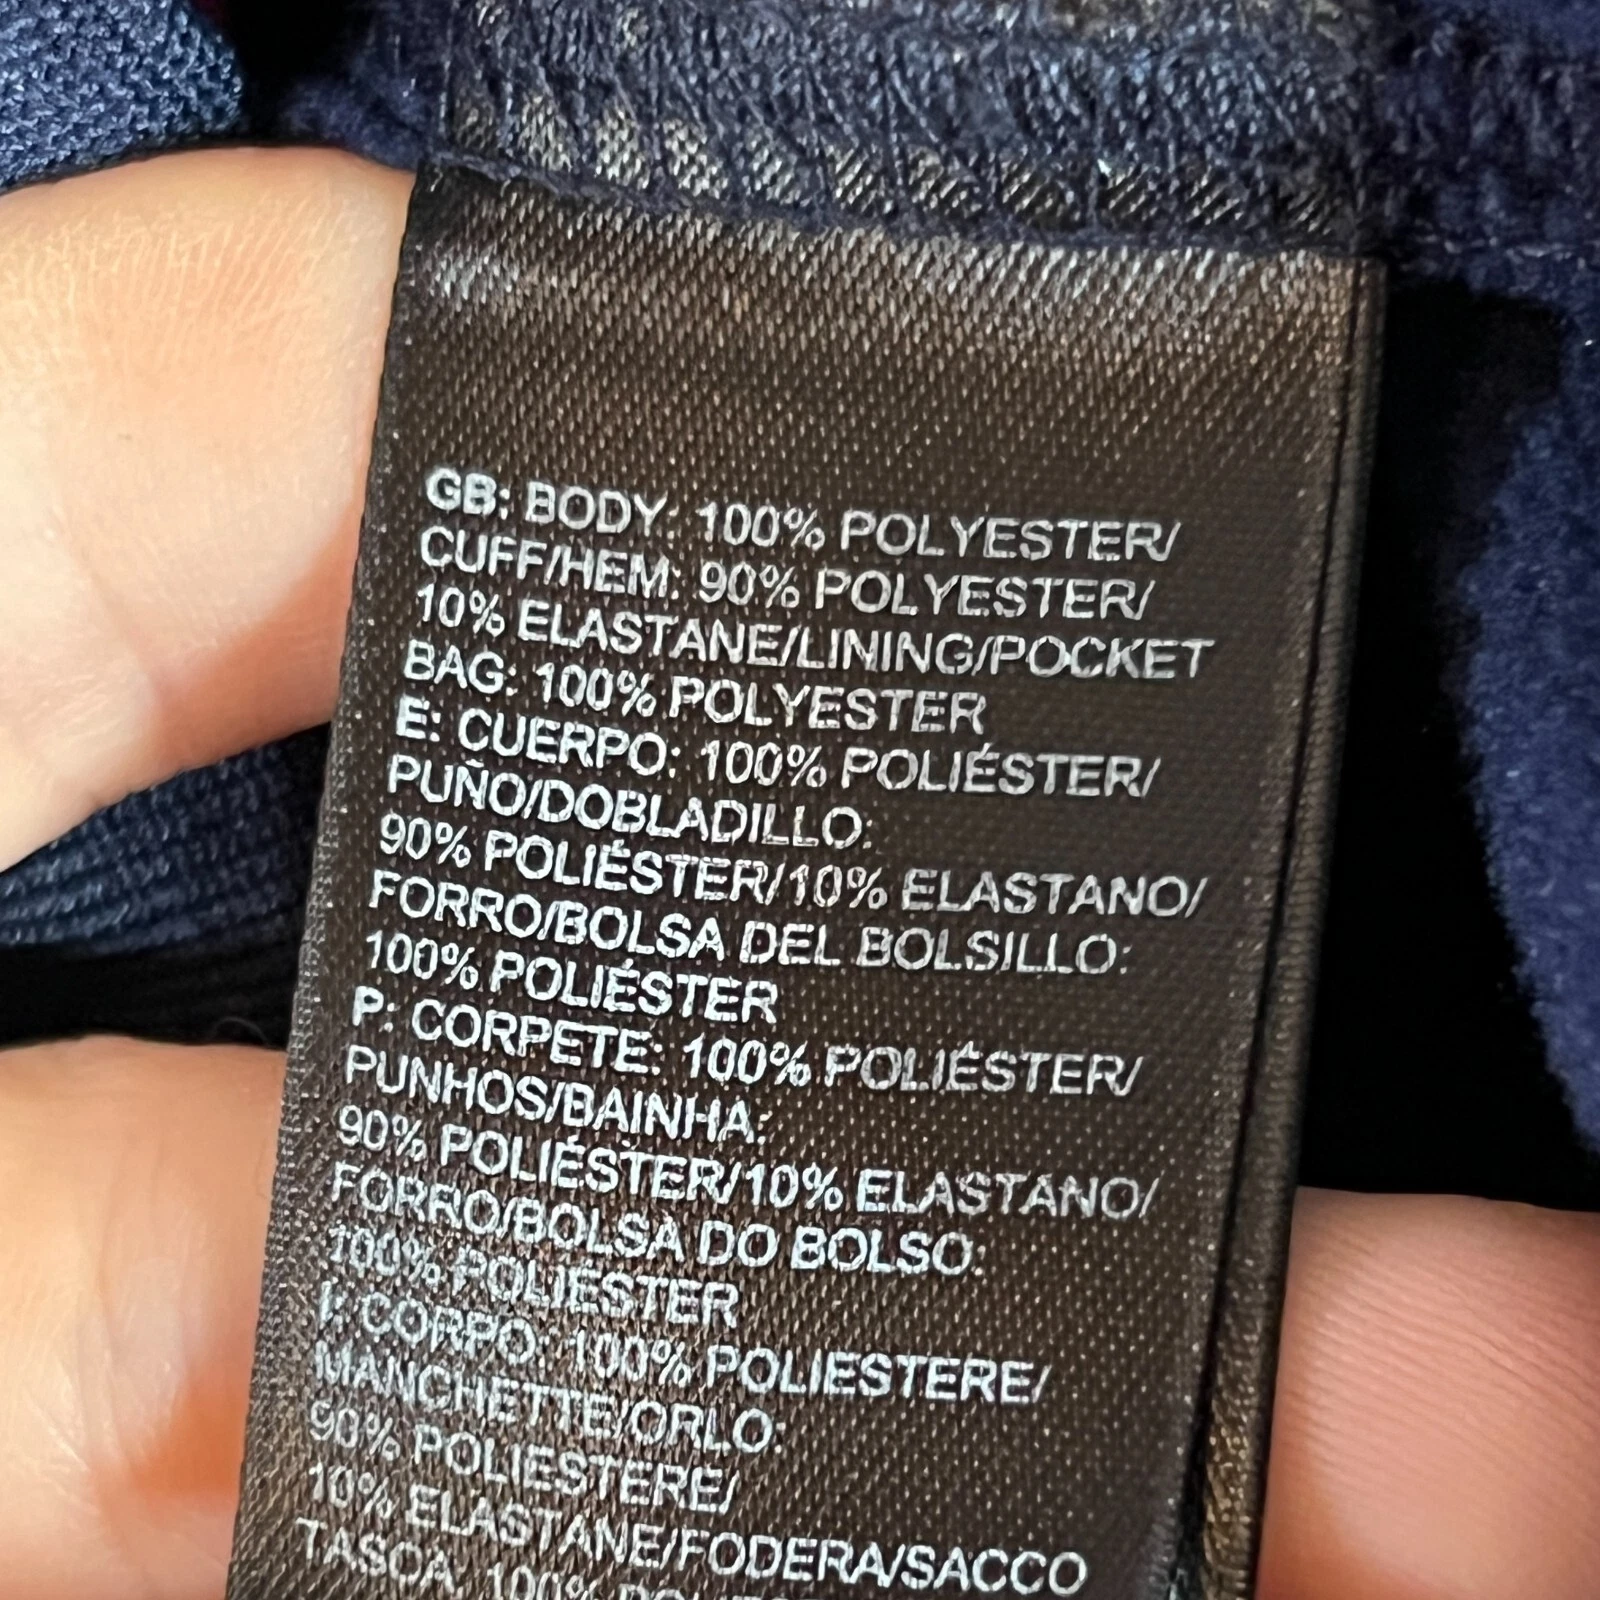 GB: BODY: 100% POLYESTER/
CUFF/HEM: 90% POLYESTER/
10% ELASTANE/LINING/POCKET
BAG: 100% POLYESTER
E: CUERPO: 100% POLIÉSTER/
PUÑO/DOBLADILLO:
90% POLIÉSTER/10% ELASTANO/
FORRO/BOLSA DEL BOLSILLO:
100% POLIÉSTER
P: CORPETE: 100% POLIÉSTER/
PUNHOS/BAINHA:
90% POLIÉSTER/10% ELASTANO/
FORRO/BOLSA DO BOLSO:
100% POLIÉSTER
I: CORPO: 100% POLIESTERE/
MANCHETTE/ORLO:
90% POLIESTERE/
10% ELASTANE/FODERA/SACCO
TASCA: 100%